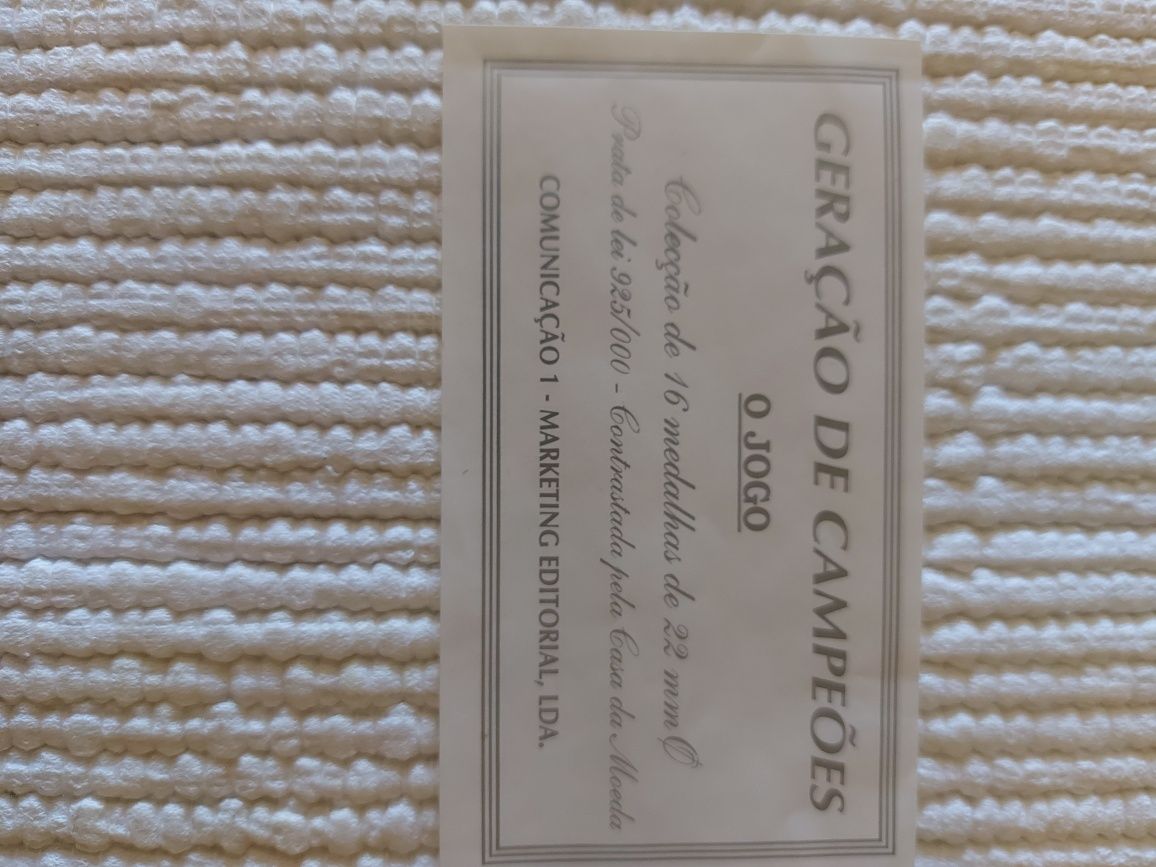 GERAÇÃO DE CAMPEÕES
O JOGO
Colecção de 16 medalhas de 22 mm Ø
Prata de lei 925/000 - Contrastada pela Casa da Moeda
COMUNICAÇÃO 1 - MARKETING EDITORIAL, LDA.